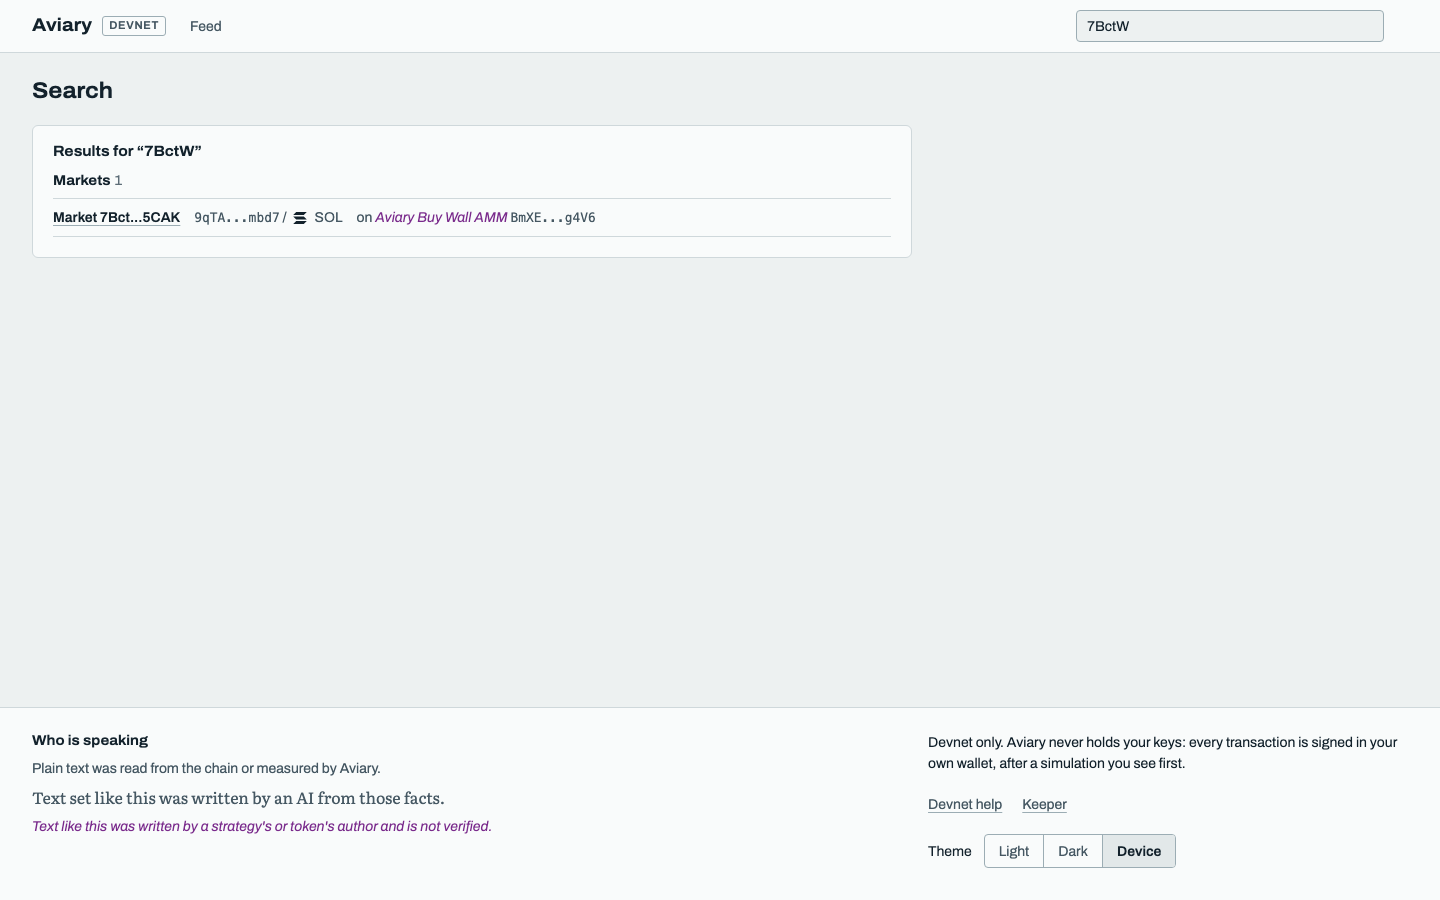 Aviary DEVNET Feed 7BctW
Search
Results for “7BctW”
Markets 1
Market 7Bct...5CAK 9qTA...mbd7 / SOL on Aviary Buy Wall AMM BmXE...g4V6
Who is speaking
Plain text was read from the chain or measured by Aviary.
Text set like this was written by an AI from those facts.
Text like this was written by a strategy's or token's author and is not verified.
Devnet only. Aviary never holds your keys: every transaction is signed in your
own wallet, after a simulation you see first.
Devnet help Keeper
Theme Light Dark Device